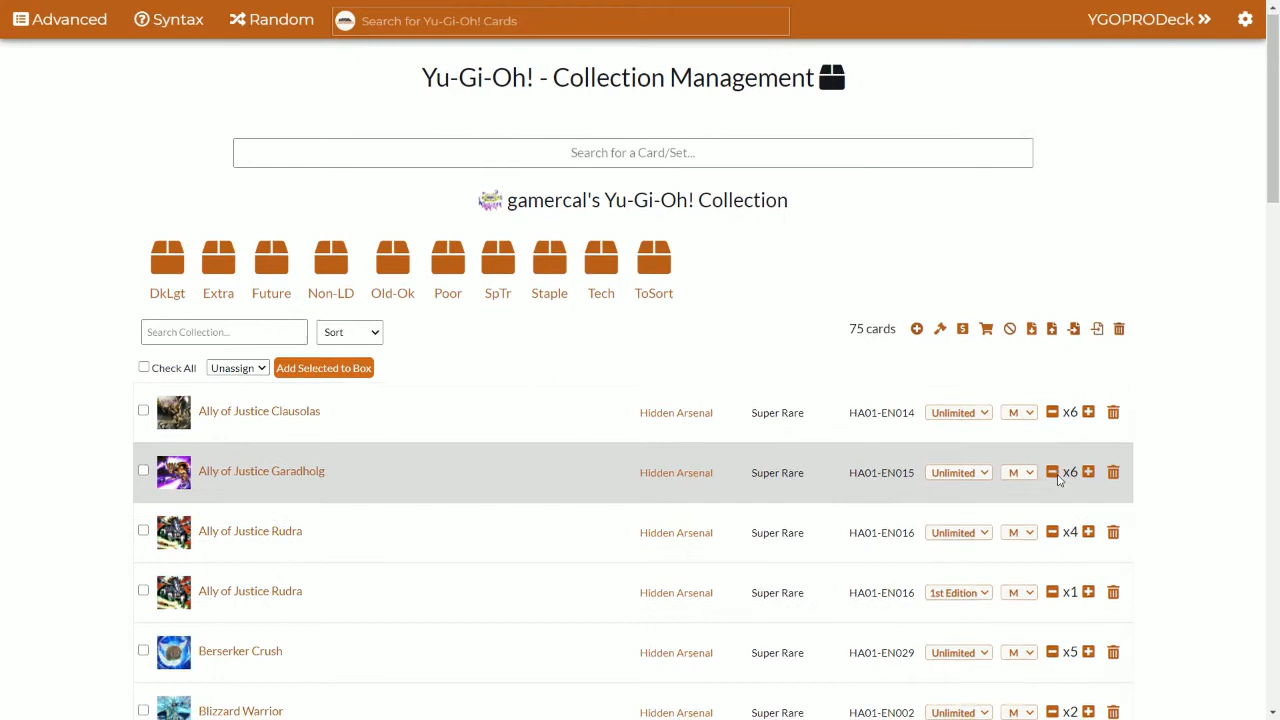 Advanced Syntax Random Search for Yu-Gi-Oh! Cards YGOPRODeck
Yu-Gi-Oh! - Collection Management
Search for a Card/Set...
gamercal's Yu-Gi-Oh! Collection
DkLgt Extra Future Non-LD Old-Ok Poor SpTr Staple Tech ToSort
Search Collection... Sort 75 cards
Check All Unassign Add Selected to Box
Ally of Justice Clausolas Hidden Arsenal Super Rare HA01-EN014 Unlimited M x6
Ally of Justice Garadholg Hidden Arsenal Super Rare HA01-EN015 Unlimited M x6
Ally of Justice Rudra Hidden Arsenal Super Rare HA01-EN016 Unlimited M x4
Ally of Justice Rudra Hidden Arsenal Super Rare HA01-EN016 1st Edition M x1
Berserker Crush Hidden Arsenal Super Rare HA01-EN029 Unlimited M x5
Blizzard Warrior Hidden Arsenal Super Rare HA01-EN002 Unlimited M x2